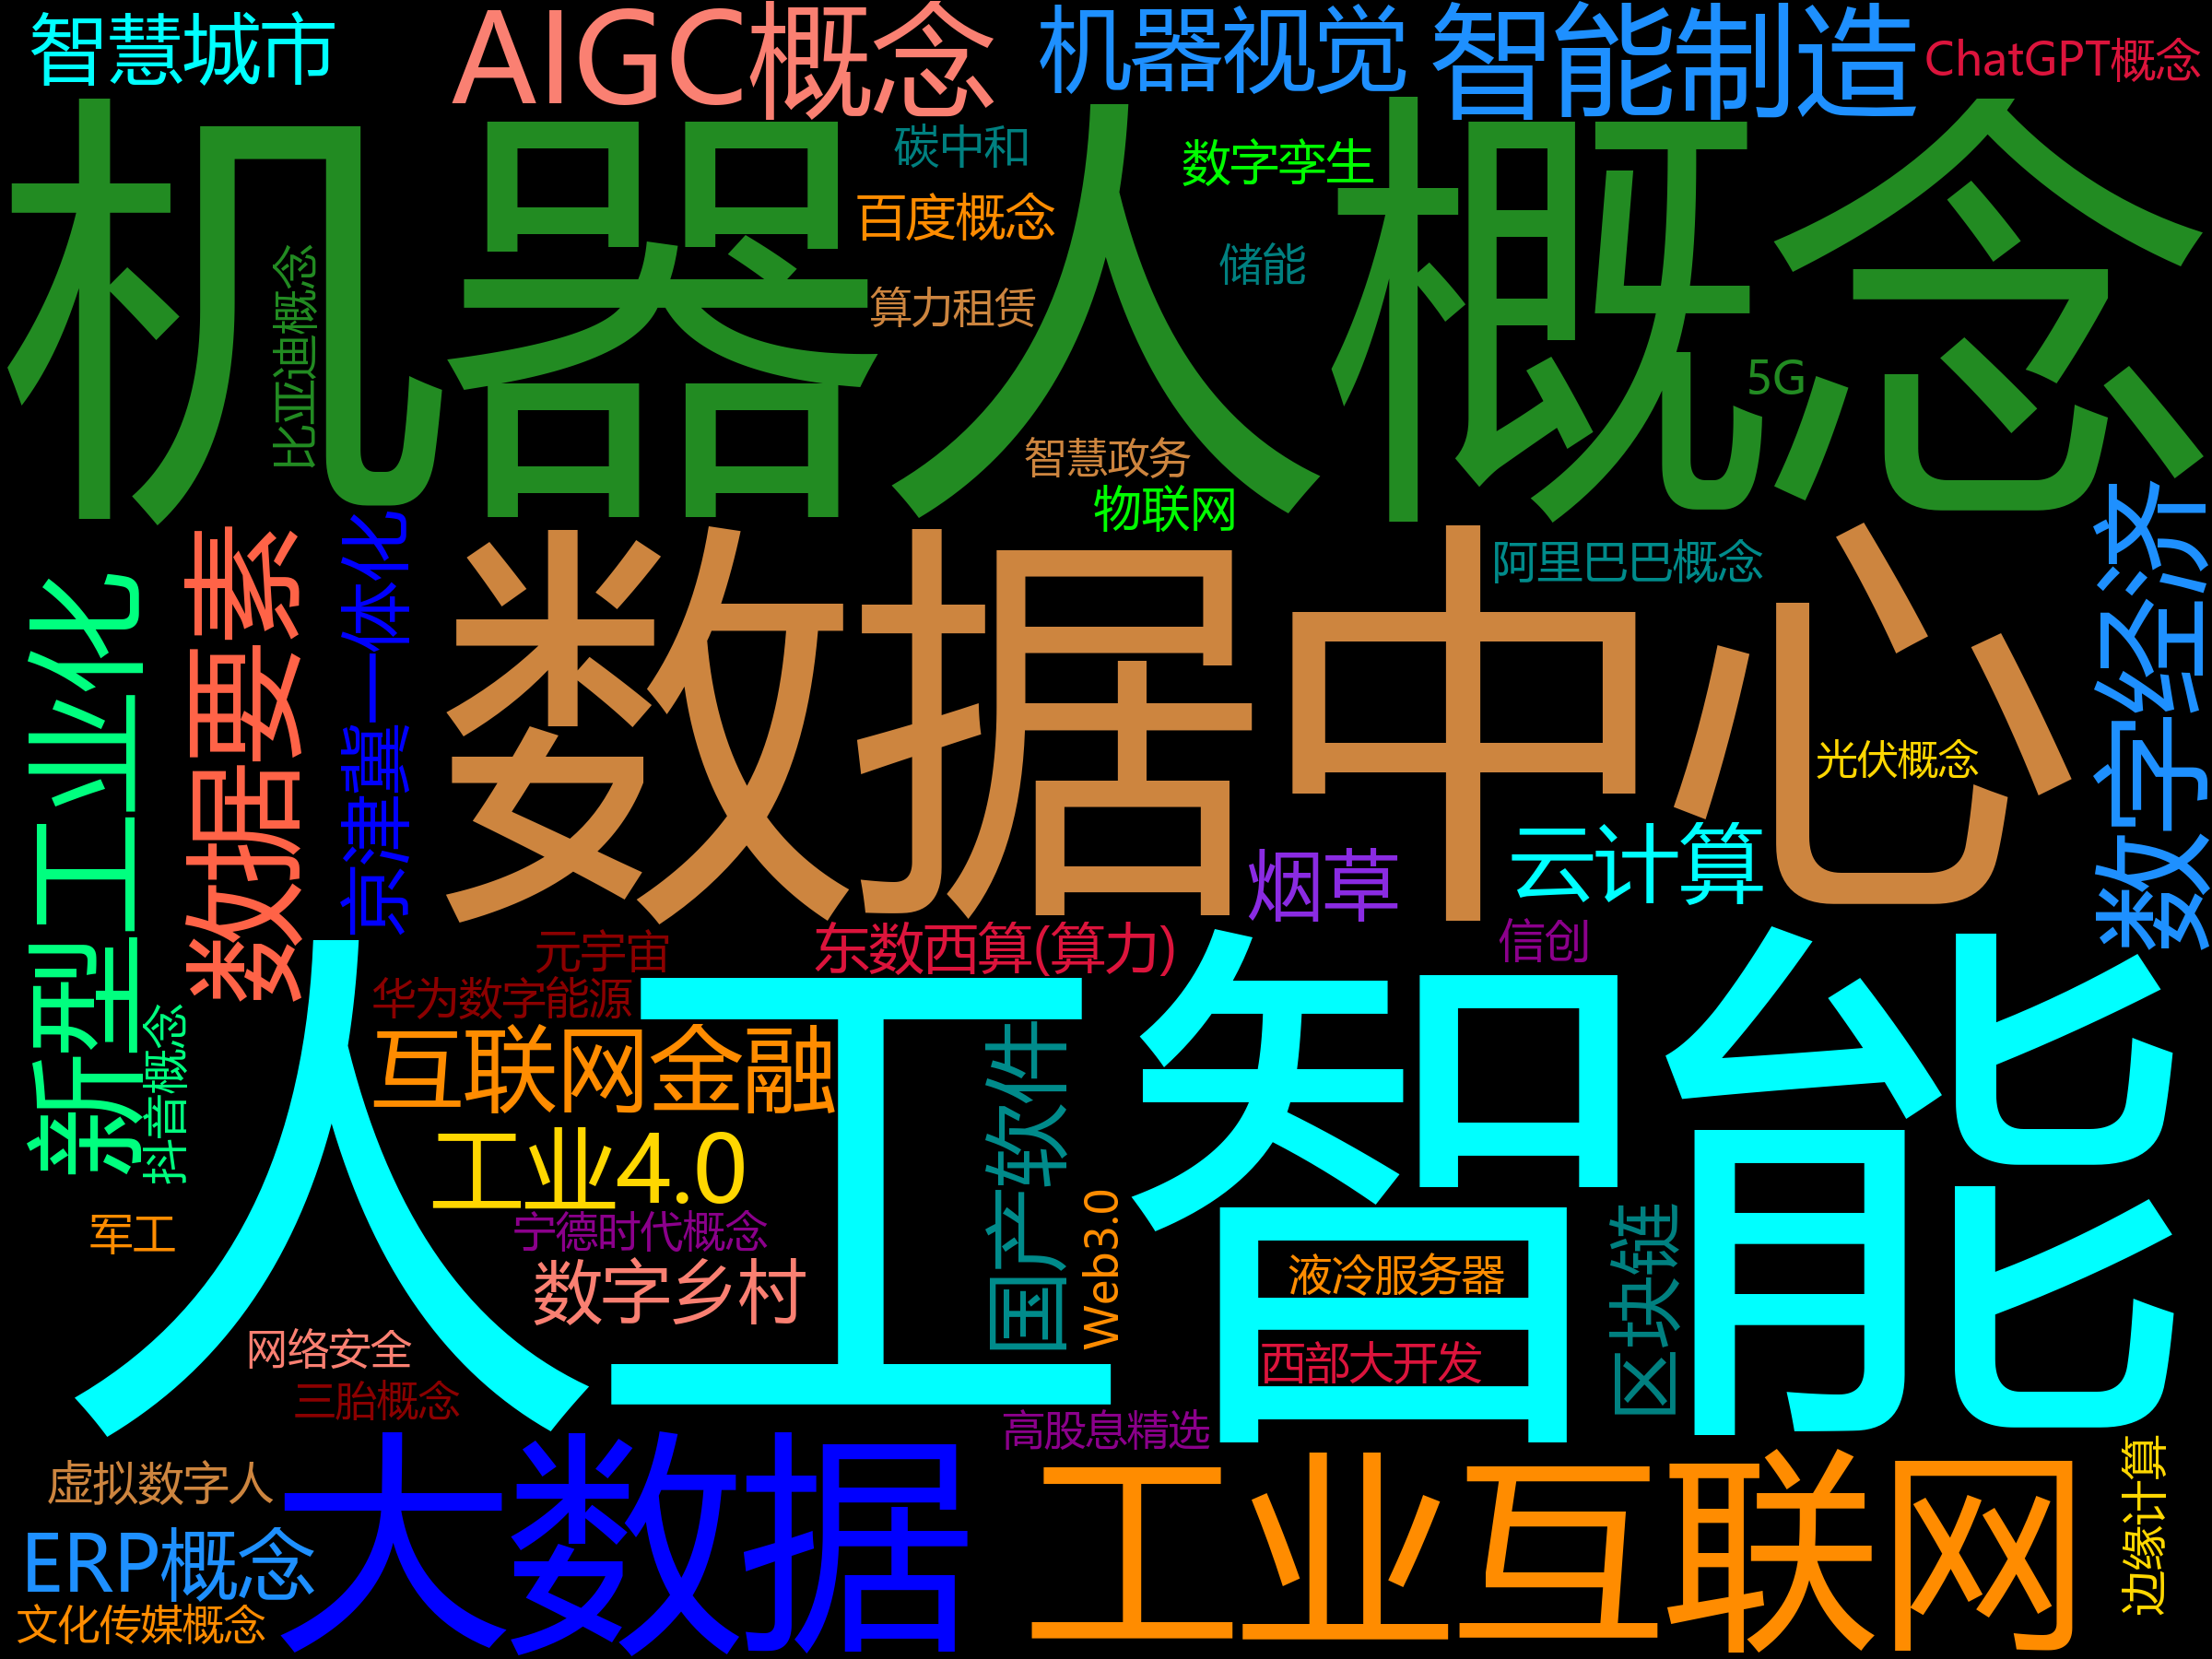 智慧城市
AIGC概念
机器视觉
智能制造
ChatGPT概念
机器人概念
碳中和
数字孪生
百度概念
储能
算力租赁
比亚迪概念
5G
智慧政务
物联网
新型工业化
数据要素
京津冀一体化
数据中心
阿里巴巴概念
数字经济
光伏概念
云计算
烟草
东数西算(算力)
信创
元宇宙
华为数字能源
抖音概念
人工智能
互联网金融
国产软件
工业4.0
Web3.0
军工
宁德时代概念
数字乡村
液冷服务器
区块链
网络安全
西部大开发
三胎概念
高股息精选
虚拟数字人
大数据
工业互联网
边缘计算
ERP概念
文化传媒概念